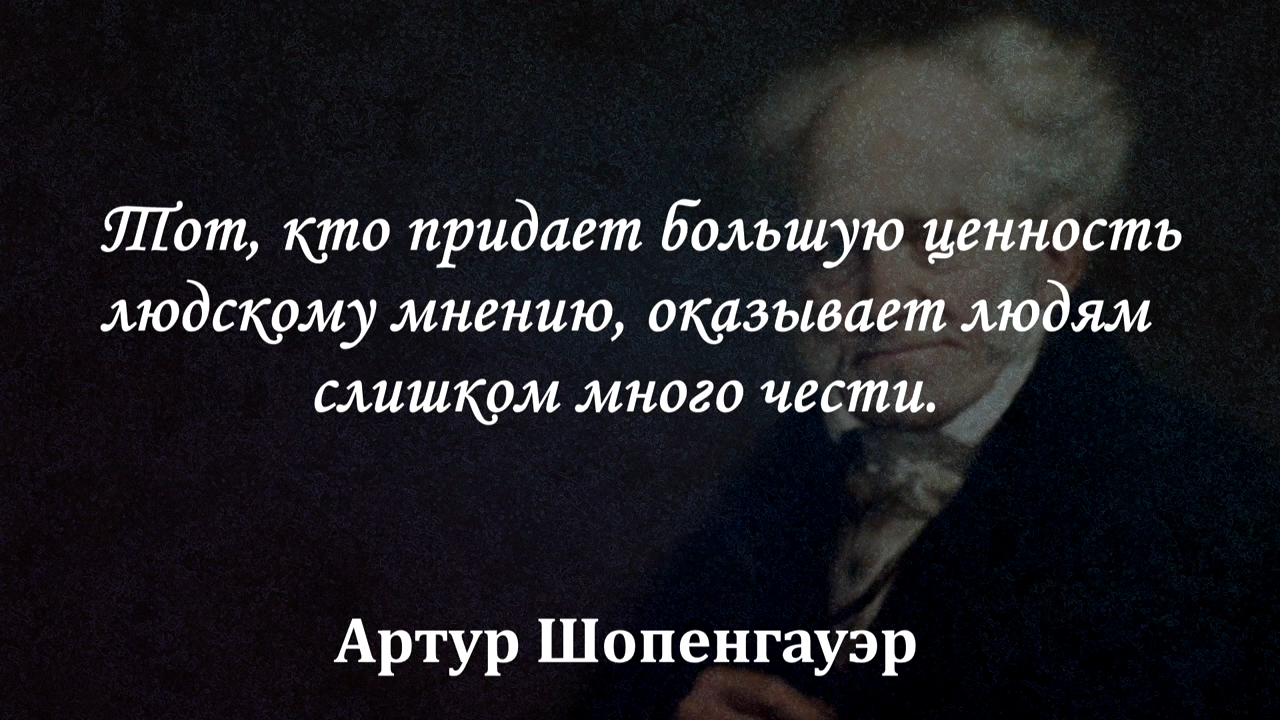 Тот, кто придает большую ценность
людскому мнению, оказывает людям
слишком много чести.
Артур Шопенгауэр